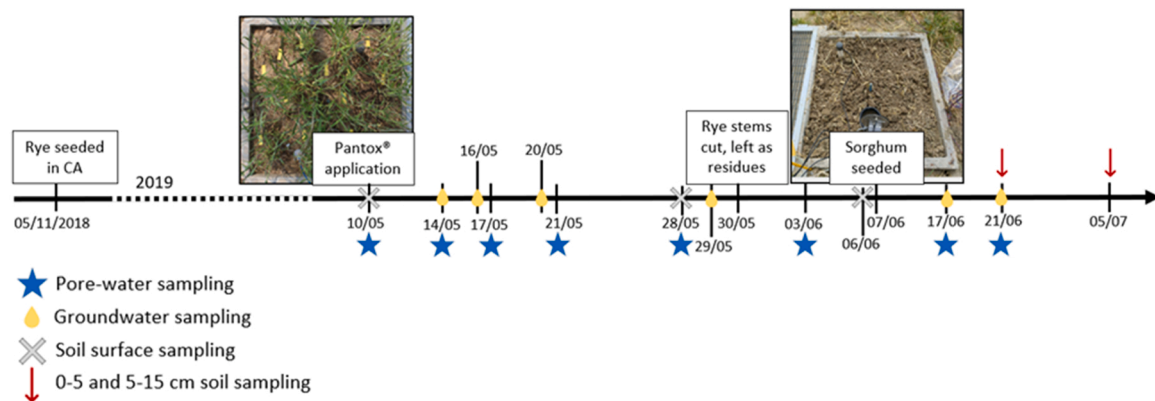 Rye seeded
in CA
Pantox®
application
Rye stems
cut, left as
residues
Sorghum
seeded
2019
16/05
20/05
05/11/2018
10/05
14/05
17/05
21/05
28/05
29/05
30/05
03/06
06/06
07/06
17/06
21/06
05/07
Pore-water sampling
Groundwater sampling
Soil surface sampling
0-5 and 5-15 cm soil sampling